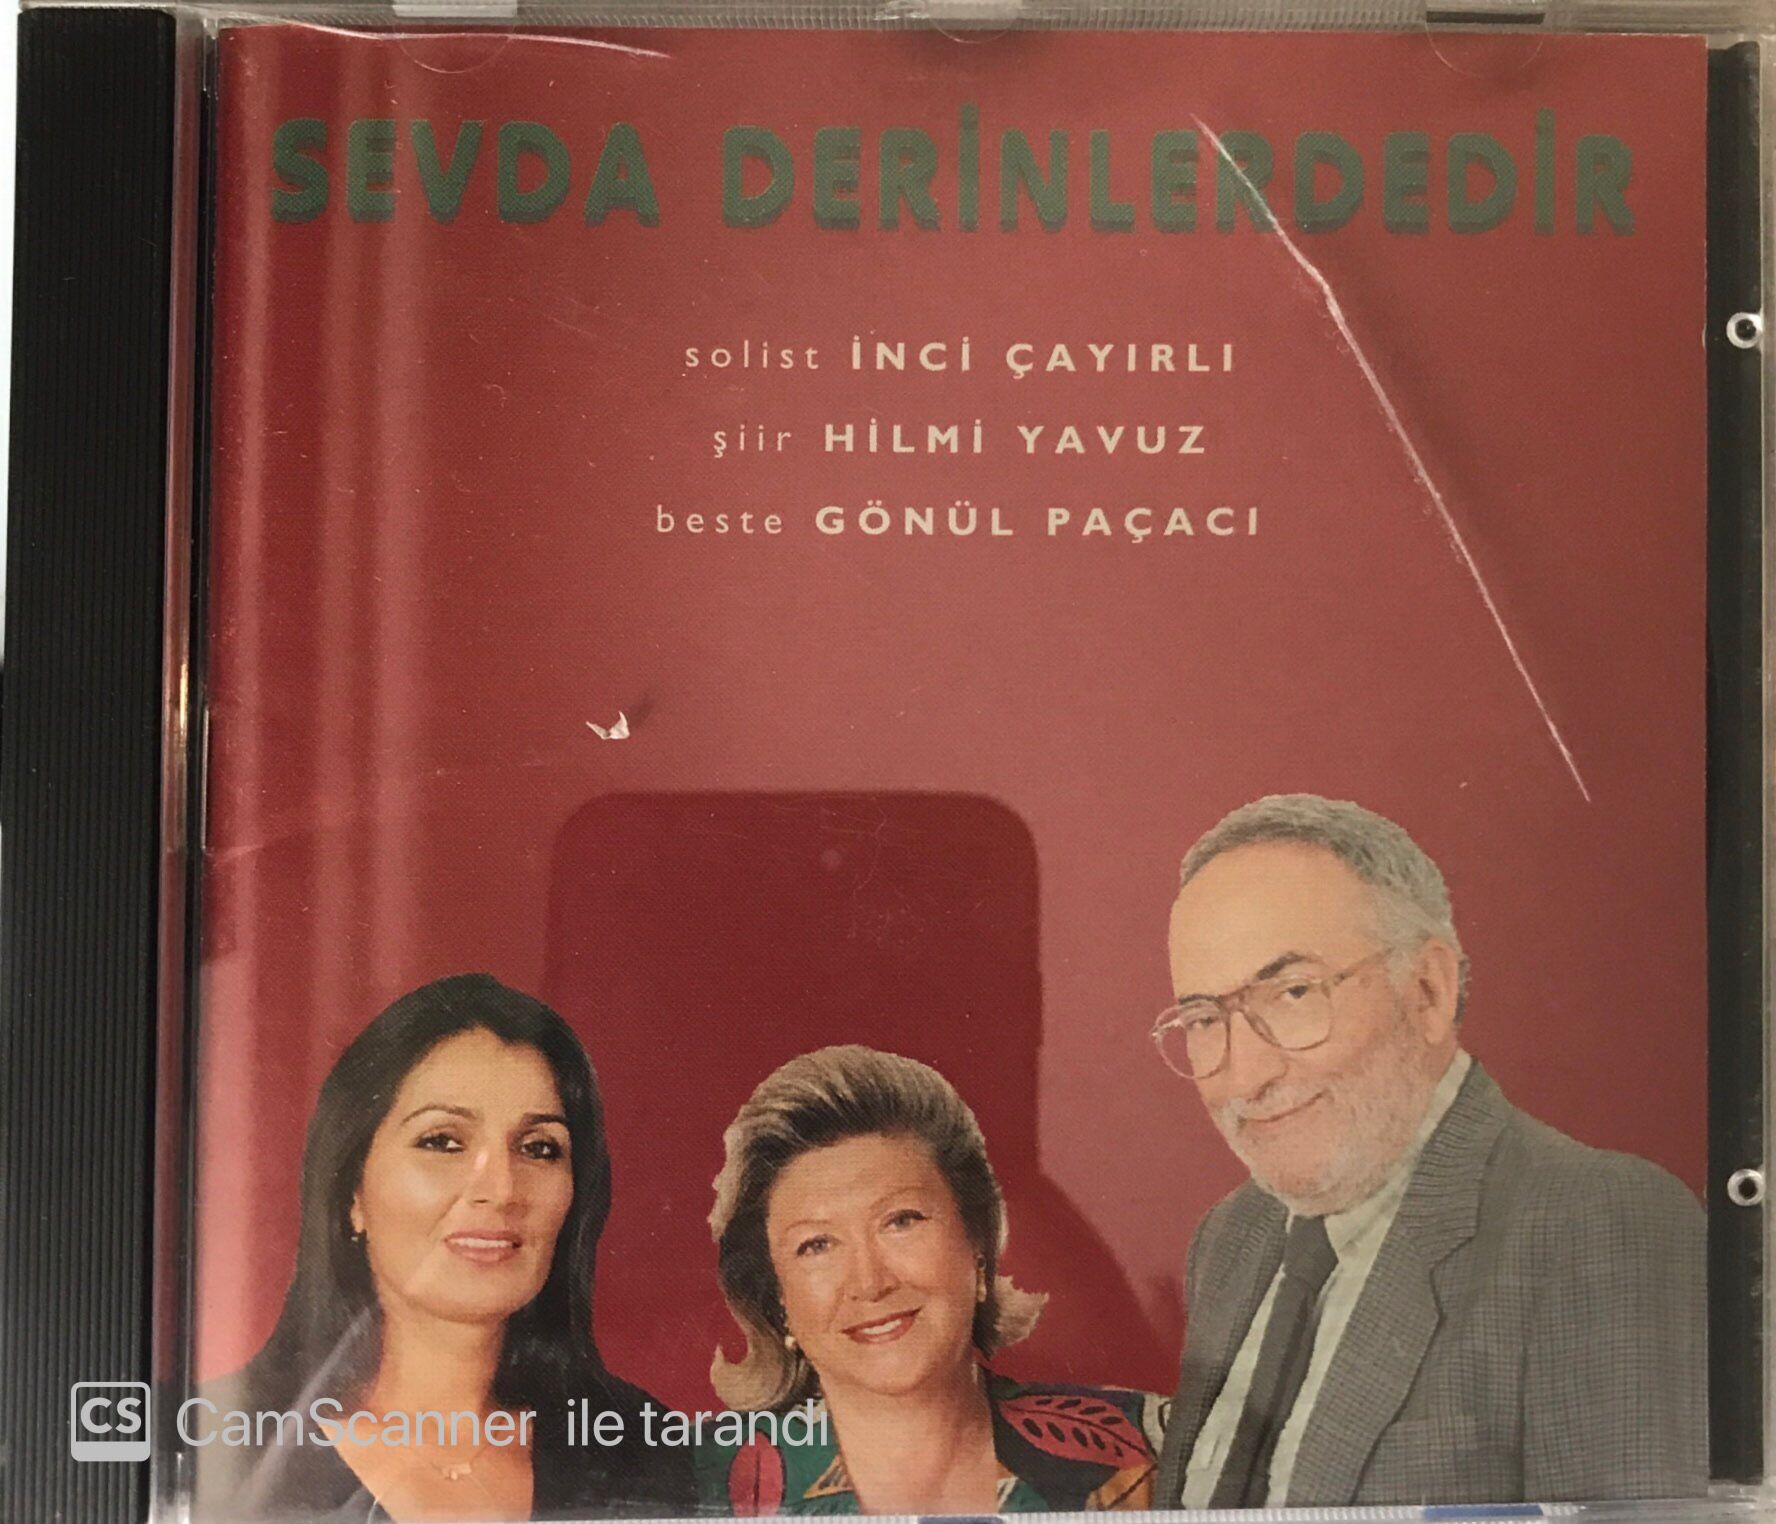 SEVDA DERİNLERDEDİR
solist İNCİ ÇAYIRLI
şiir HİLMİ YAVUZ
beste GÖNÜL PAÇACI
CS CamScanner ile tarandı